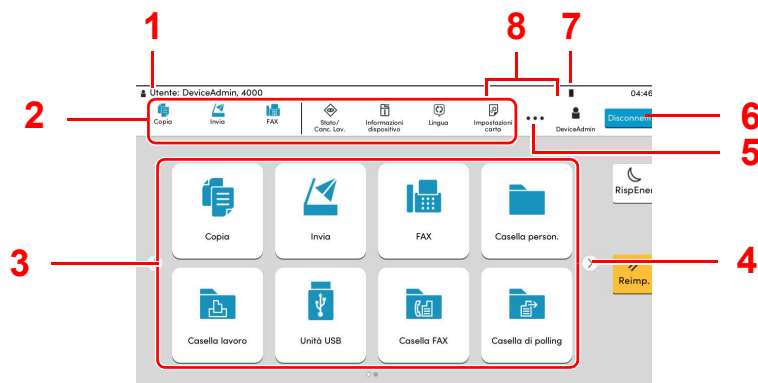 1
8
7
Utente: DeviceAdmin, 4000
04:46
2
Copia
Invia
FAX
Stato/
Canc. Lav.
Informazioni
dispositivo
Lingua
Impostazioni
carta
DeviceAdmin
Disconnetti
6
5
RispEner
Copia
Invia
FAX
Casella person.
3
4
Reimp.
Casella lavoro
Unità USB
Casella FAX
Casella di polling